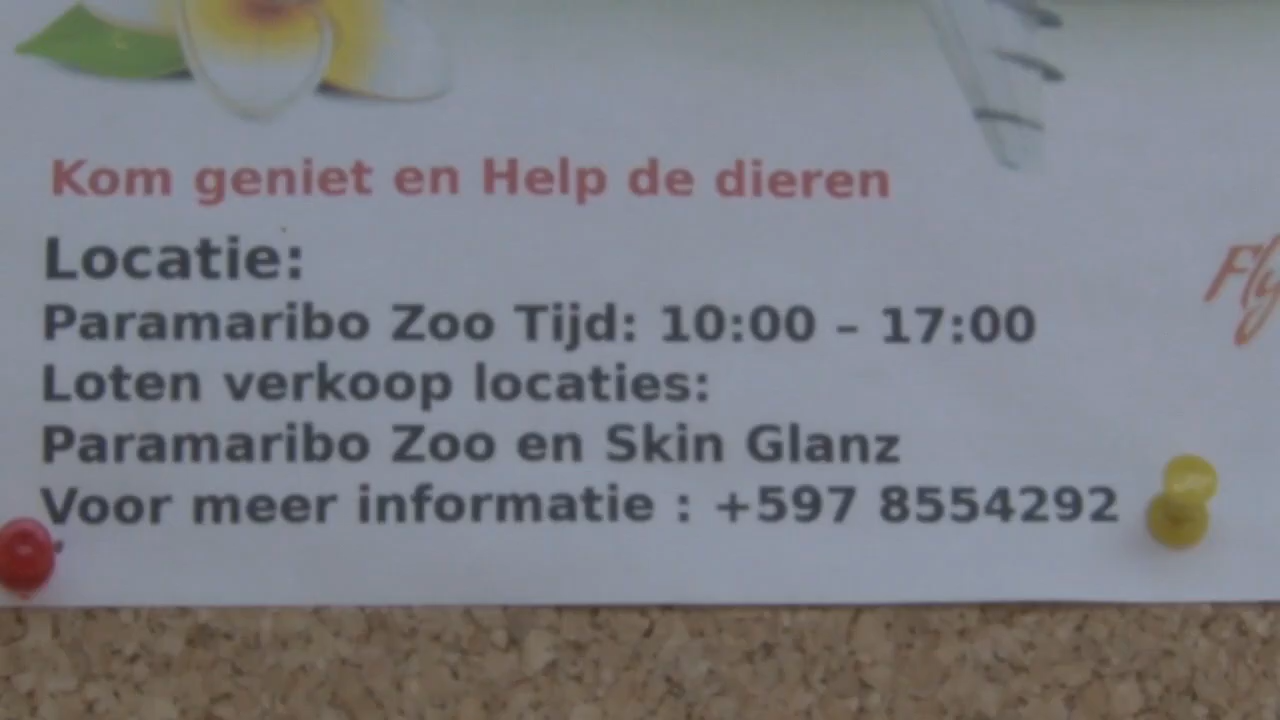 Kom geniet en Help de dieren
Locatie:
Paramaribo Zoo Tijd: 10:00 – 17:00
Loten verkoop locaties:
Paramaribo Zoo en Skin Glanz
Voor meer informatie : +597 8554292
Fly